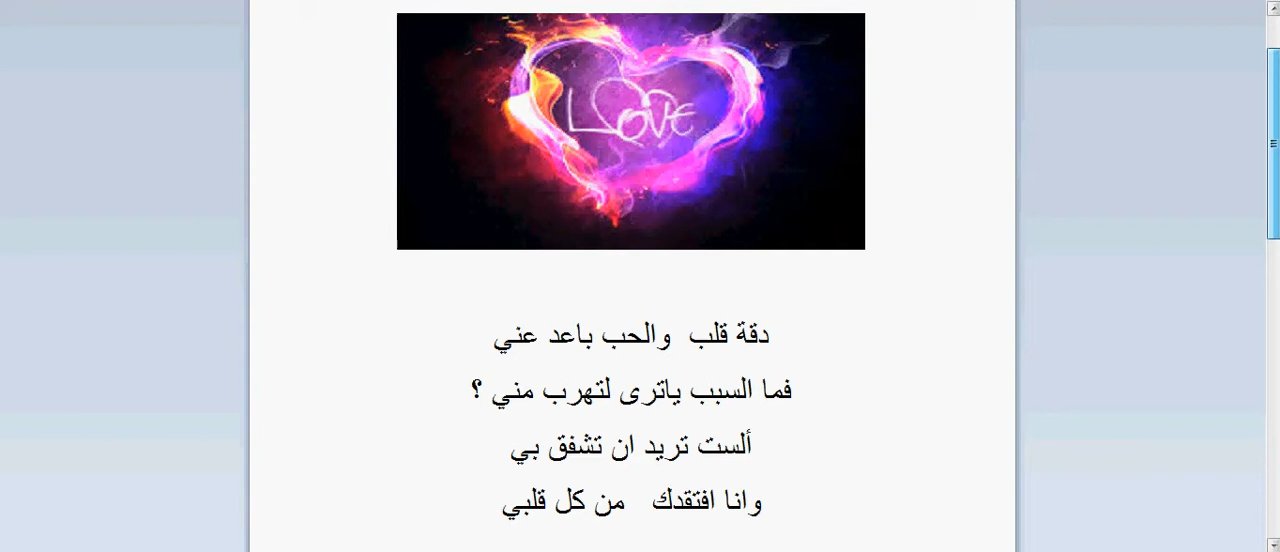 Love
دقة قلب والحب باعد عني
فما السبب ياترى لتهرب مني ؟
ألست تريد ان تشفق بي
وانا افتقدك من كل قلبي